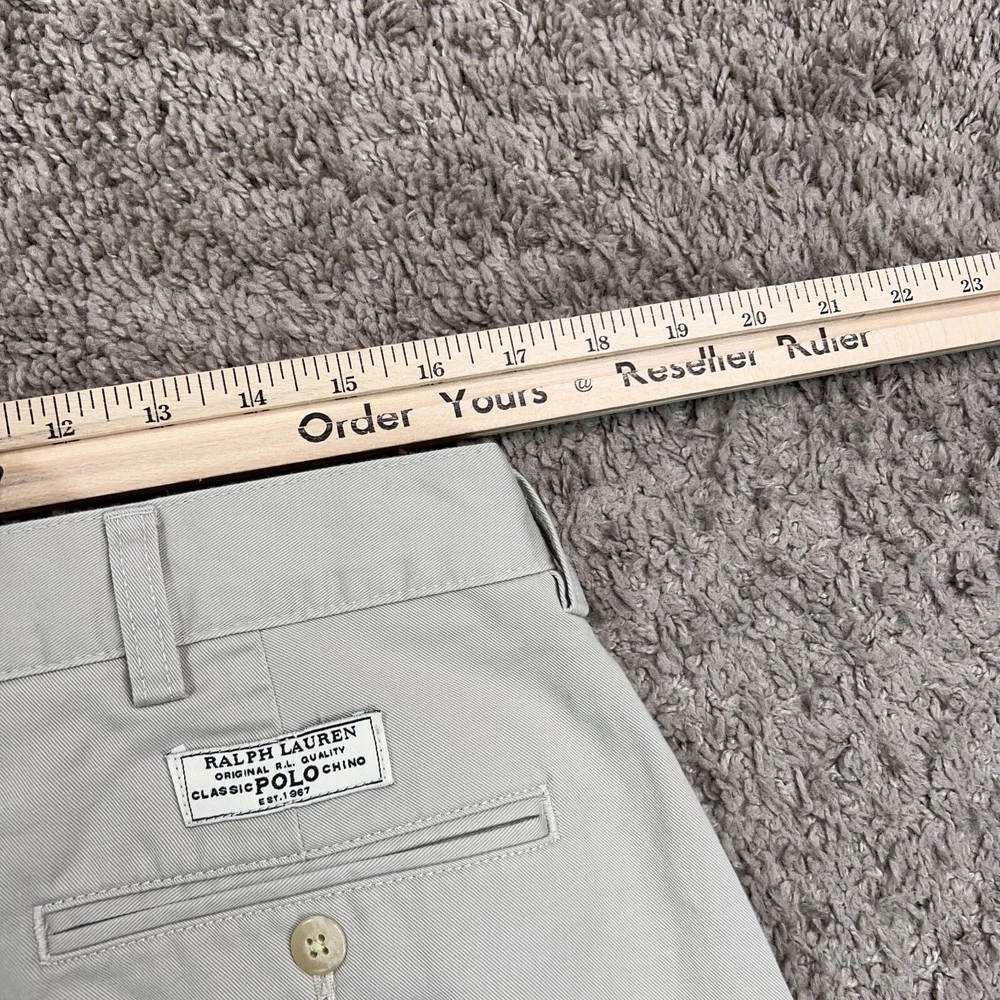 12 13 14 15 16 17 18 19 20 21 22 23
Order Yours @ Reseller Ruler
RALPH LAUREN
ORIGINAL R.L. QUALITY
CLASSIC POLO CHINO
EST. 1967